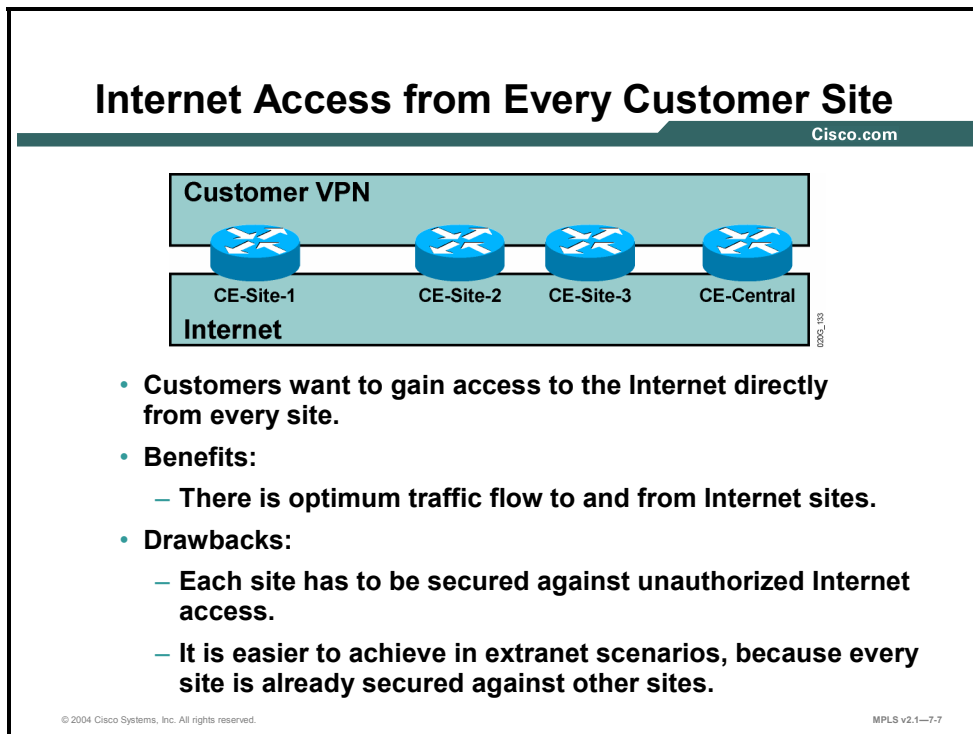 Internet Access from Every Customer Site
Cisco.com
Customer VPN
CE-Site-1
CE-Site-2
CE-Site-3
CE-Central
Internet
020G_133
• Customers want to gain access to the Internet directly
from every site.
• Benefits:
– There is optimum traffic flow to and from Internet sites.
• Drawbacks:
– Each site has to be secured against unauthorized Internet
access.
– It is easier to achieve in extranet scenarios, because every
site is already secured against other sites.
© 2004 Cisco Systems, Inc. All rights reserved.
MPLS v2.1—7-7